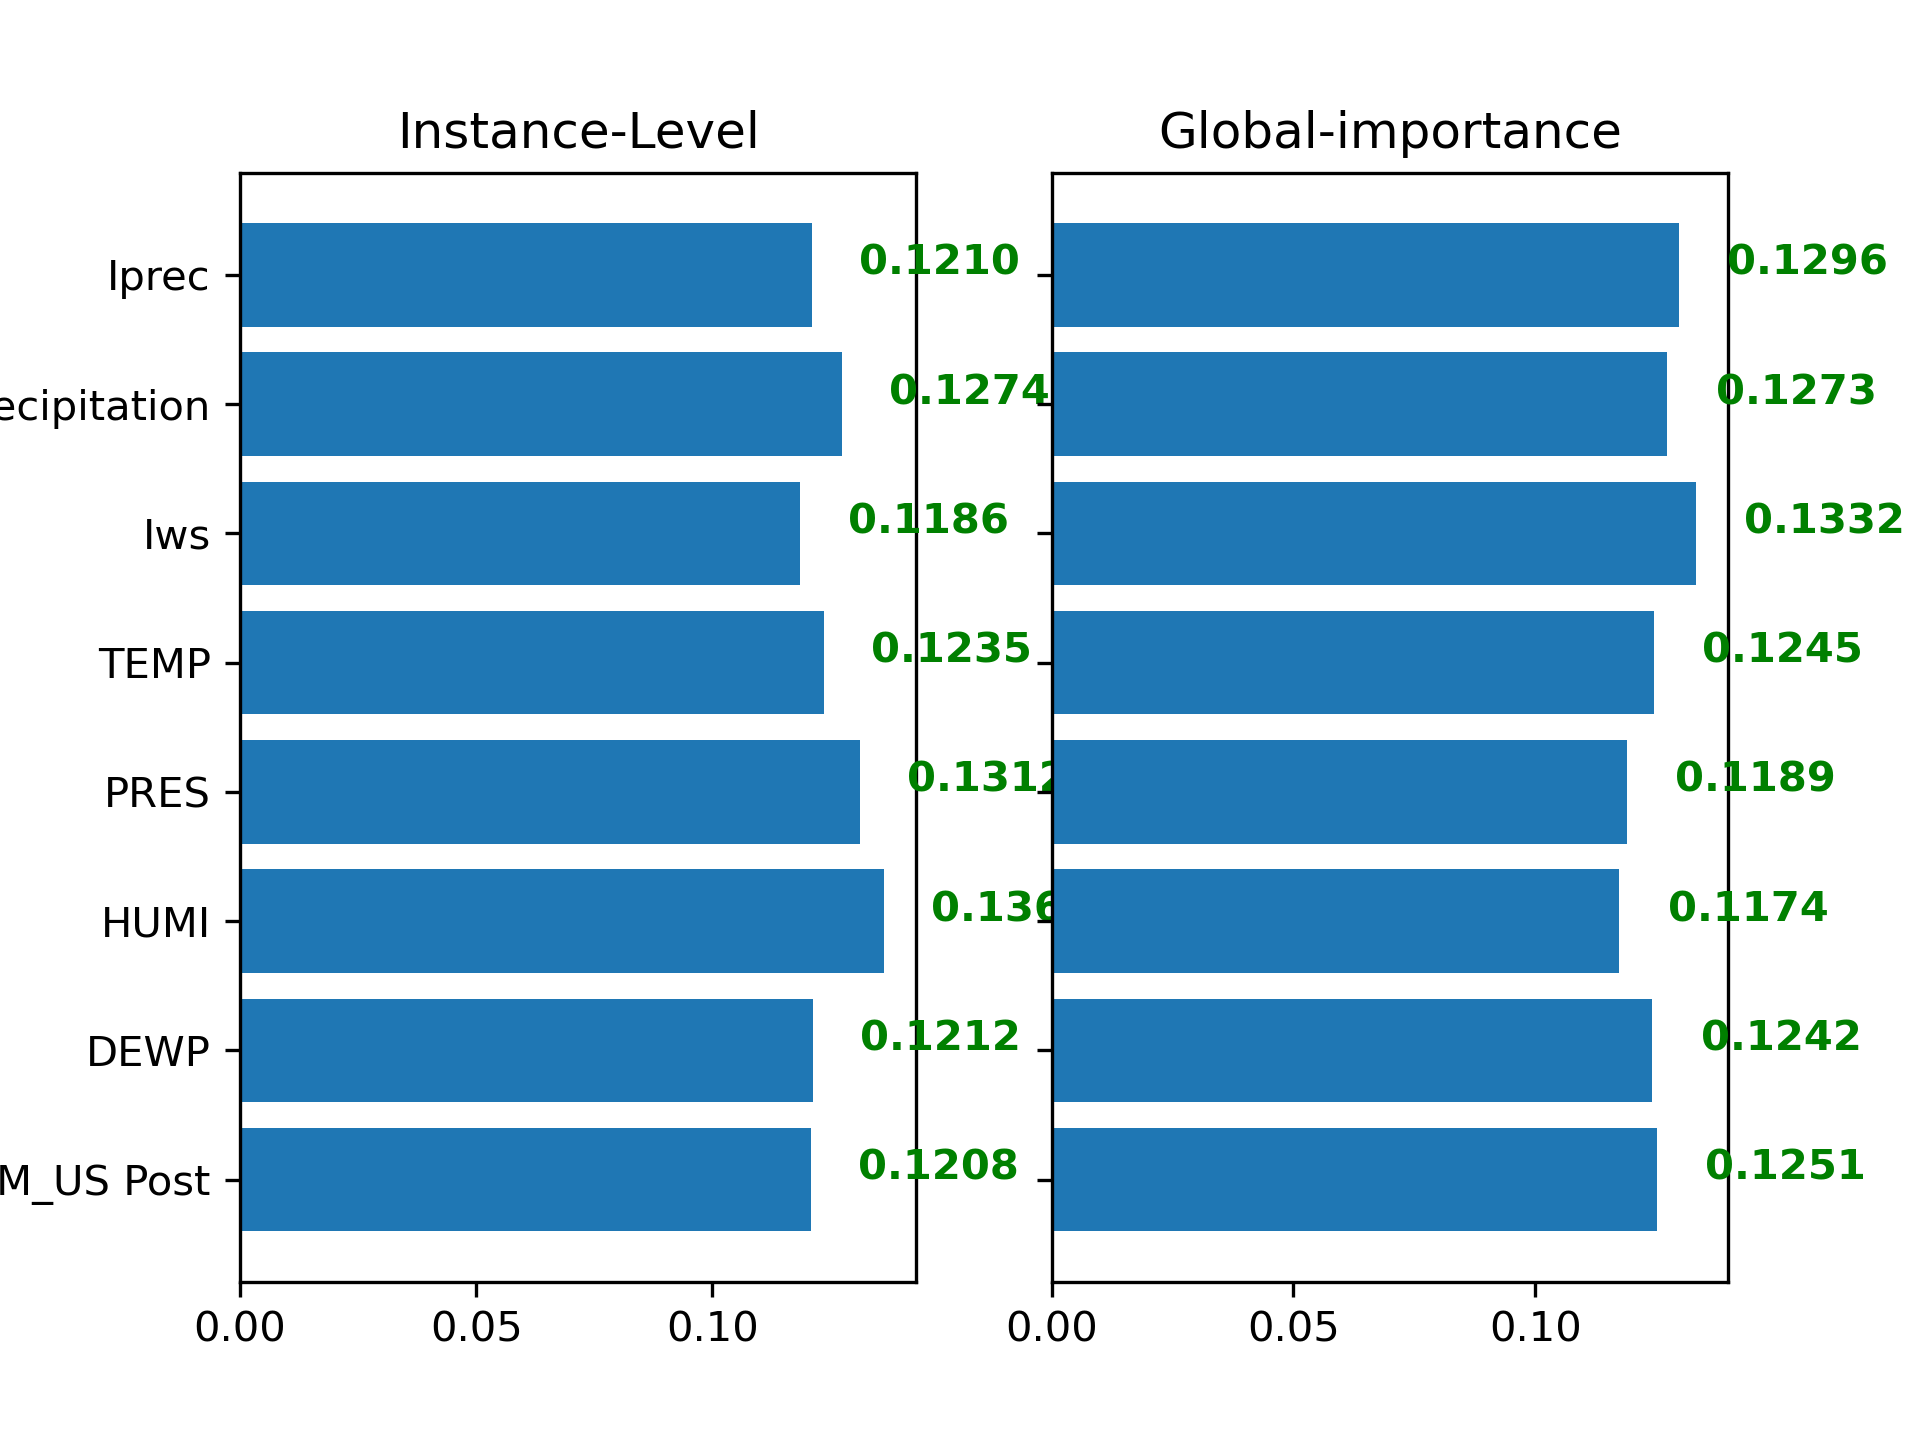 Instance-Level Global-importance
Iprec 0.1210 0.1296
ecipitation 0.1274 0.1273
Iws 0.1186 0.1332
TEMP 0.1235 0.1245
PRES 0.1312 0.1189
HUMI 0.136 0.1174
DEWP 0.1212 0.1242
M_US Post 0.1208 0.1251
0.00 0.05 0.10 0.00 0.05 0.10